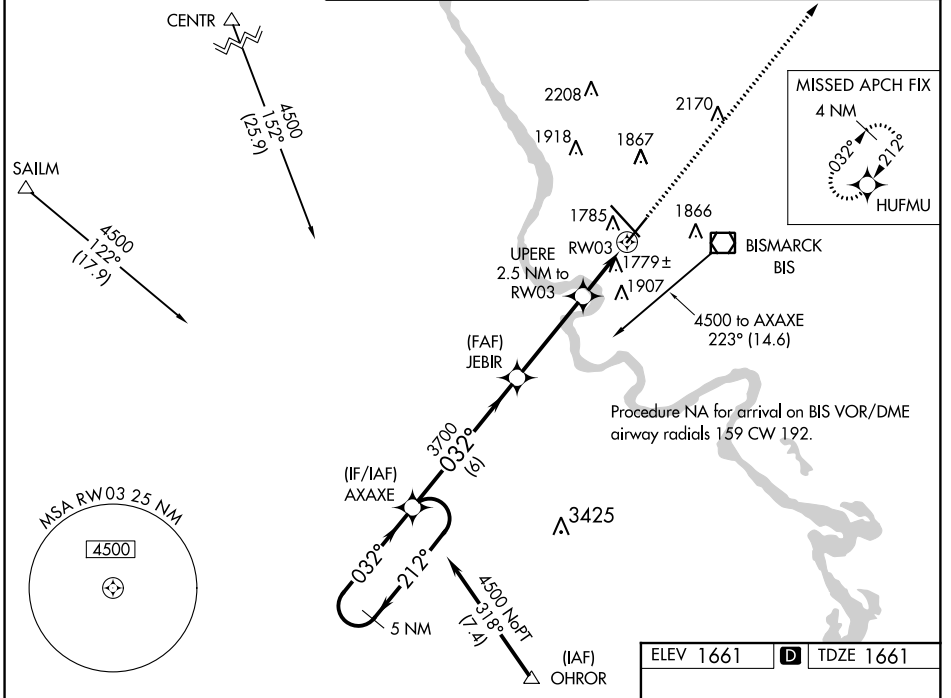 CENTR
4500
152°
(25.9)
SAILM
4500
122°
(17.9)
2208
2170
1918
1867
MISSED APCH FIX
4 NM
032°
212°
HUFMU
1785
1866
RW03
BISMARCK
BIS
UPERE
2.5 NM to
RW03
1779±
1907
4500 to AXAXE
223° (14.6)
(FAF)
JEBIR
Procedure NA for arrival on BIS VOR/DME
airway radials 159 CW 192.
3700
032°
(6)
(IF/IAF)
AXAXE
3425
MSA RW03 25 NM
4500
032°
212°
5 NM
4500 NoPT
318°
(7.4)
(IAF)
OHROR
ELEV 1661 D TDZE 1661